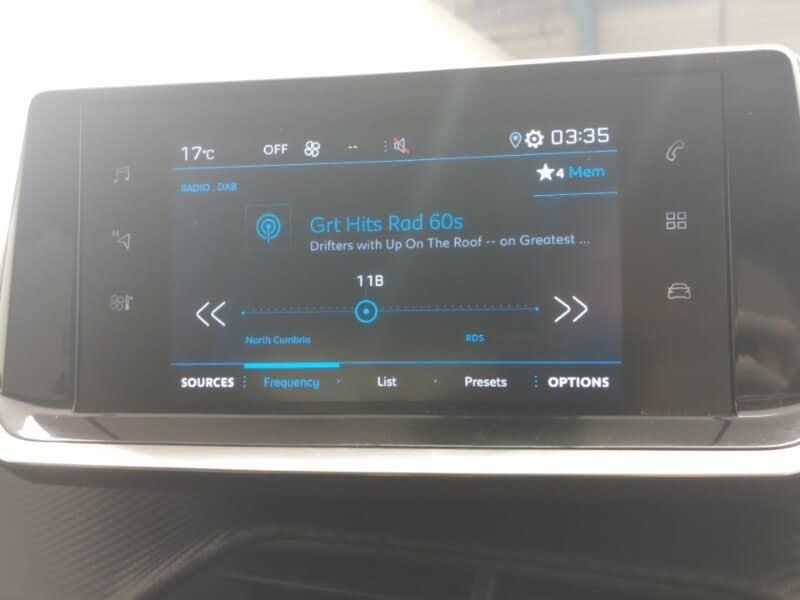 17°C OFF -- 03:35
4 Mem
RADIO . DAB
Grt Hits Rad 60s
Drifters with Up On The Roof -- on Greatest ...
11B
North Cumbria
RDS
N
SOURCES Frequency List Presets OPTIONS